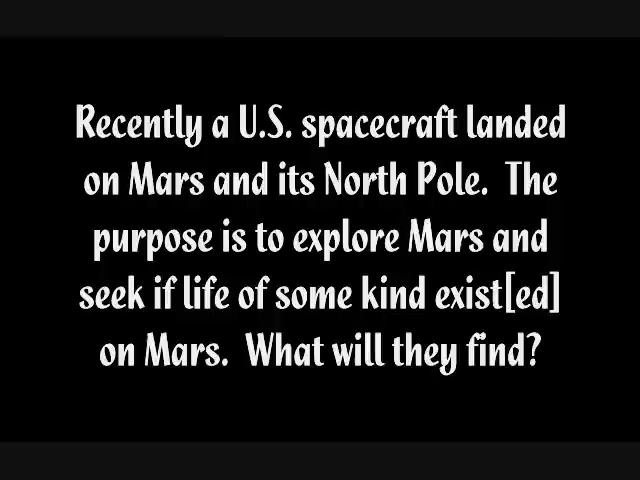 Recently a U.S. spacecraft landed
on Mars and its North Pole. The
purpose is to explore Mars and
seek if life of some kind exist[ed]
on Mars. What will they find?